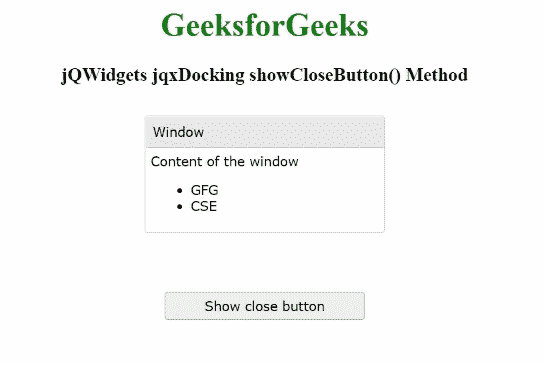 GeeksforGeeks
jQWidgets jqxDocking showCloseButton() Method
Window
Content of the window
GFG
CSE
Show close button